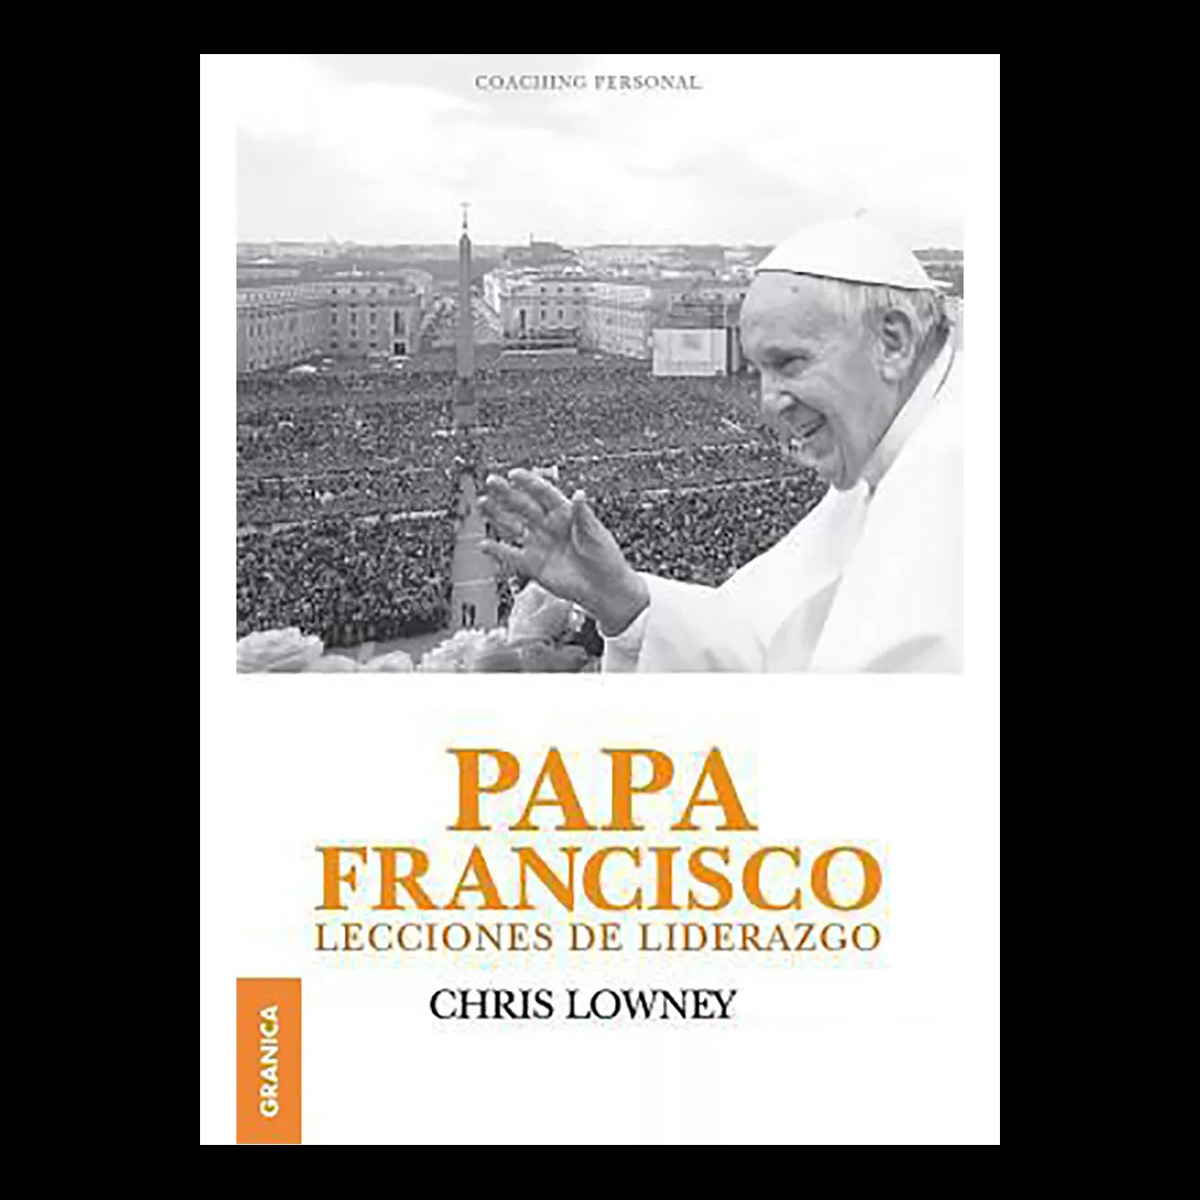 COACHING PERSONAL
PAPA
FRANCISCO
LECCIONES DE LIDERAZGO
CHRIS LOWNEY
GRANICA